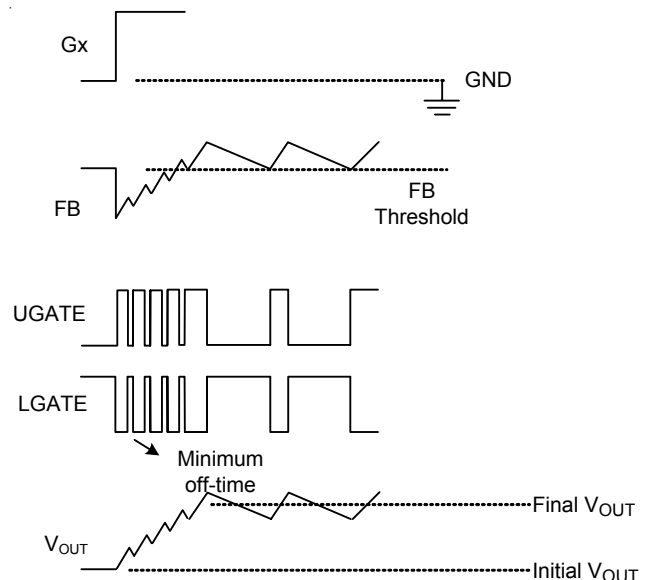 Gx
GND
FB
FB
Threshold
UGATE
LGATE
Minimum
off-time
Final VOUT
VOUT
Initial VOUT